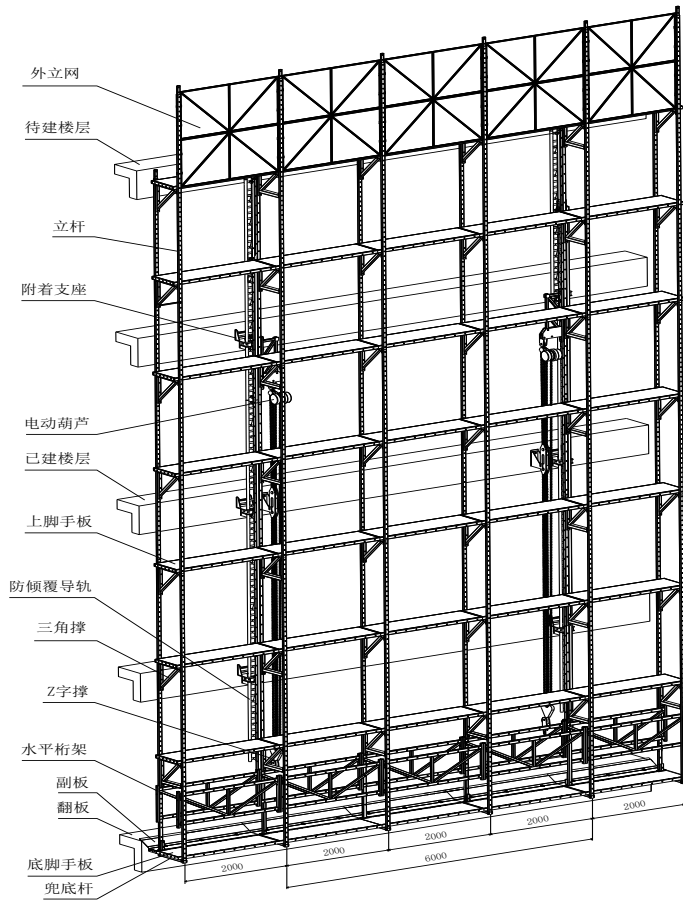 外立网
待建楼层
立杆
附着支座
电动葫芦
已建楼层
上脚手板
防倾覆导轨
三角撑
Z字撑
水平桁架
副板
翻板
底脚手板
兜底杆
2000
2000
2000
2000
2000
6000